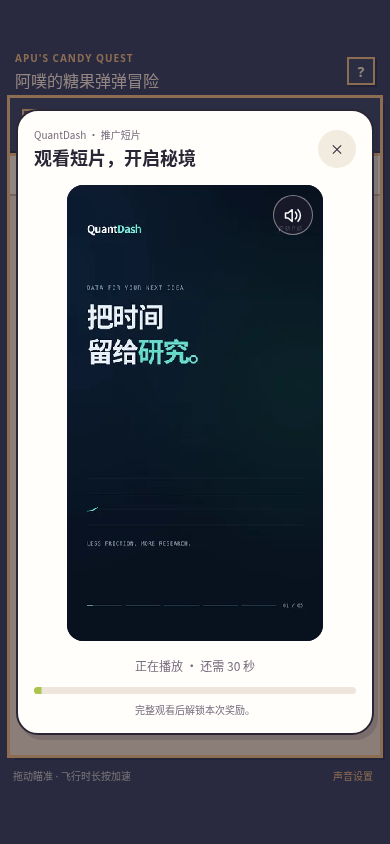 APU'S CANDY QUEST
阿噗的糖果弹弹冒险
?
QuantDash · 推广短片
观看短片，开启秘境
×
QuantDash
DATA FOR YOUR NEXT IDEA
把时间
留给研究。
LESS FRICTION. MORE RESEARCH.
01 / 05
正在播放 · 还需 30 秒
完整观看后解锁本次奖励。
拖动瞄准 · 飞行时长按加速
声音设置